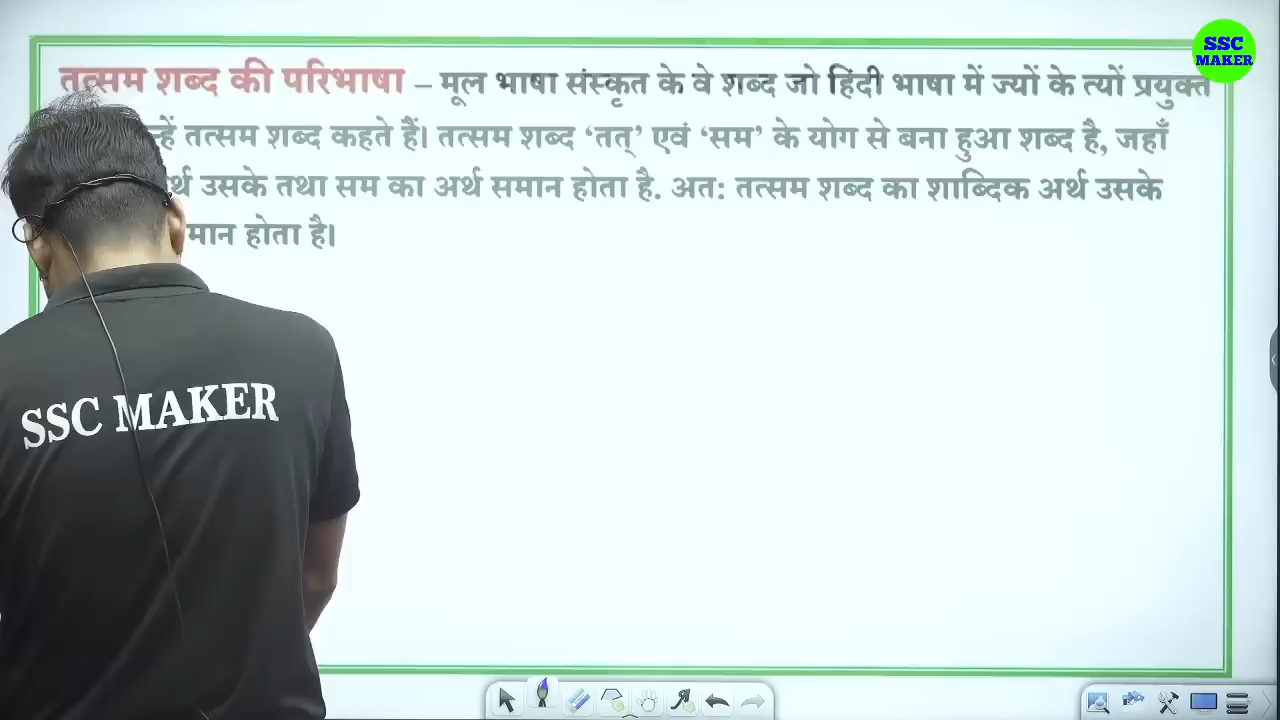 SSC
MAKER
तत्सम शब्द की परिभाषा – मूल भाषा संस्कृत के वे शब्द जो हिंदी भाषा में ज्यों के त्यों प्रयुक्त
तत्सम शब्द कहते हैं। तत्सम शब्द ‘तत्’ एवं ‘सम’ के योग से बना हुआ शब्द है, जहाँ
उसके तथा सम का अर्थ समान होता है. अत: तत्सम शब्द का शाब्दिक अर्थ उसके
होता है।
SSC MAKER